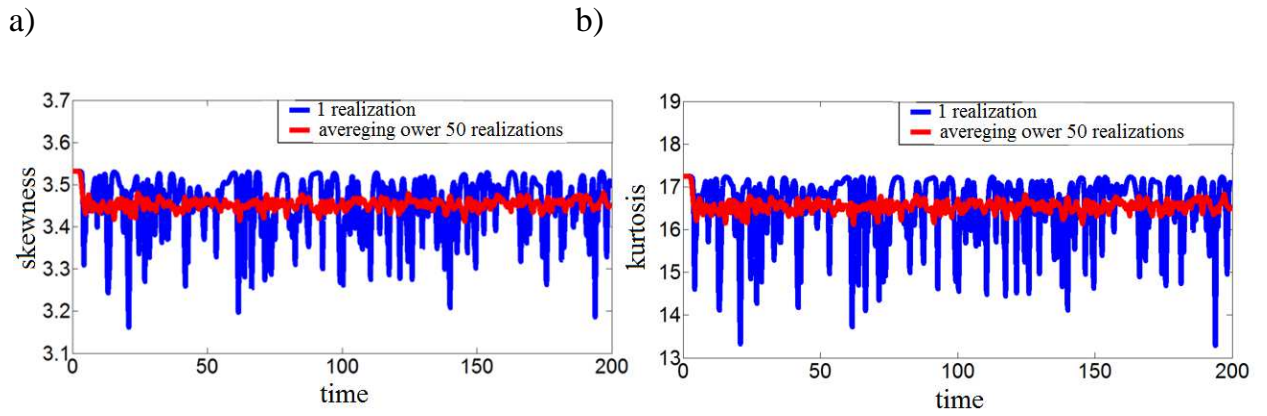 a)
b)
3.7
3.6
3.5
3.4
3.3
3.2
3.1
skewness
1 realization
avereging ower 50 realizations
0
50
100
150
200
time
19
18
17
16
15
14
13
kurtosis
1 realization
avereging ower 50 realizations
0
50
100
150
200
time